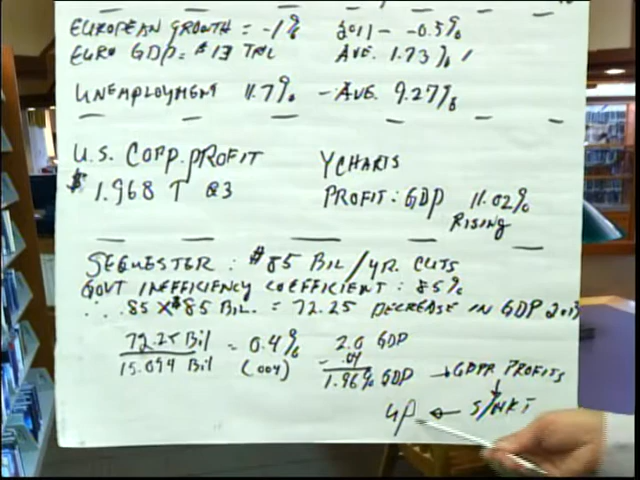 EUROPEAN GROWTH = -1% 2011 - -0.5%
EURO GDP = $13 TRL AVE. 1.73%
UNEMPLOYMENT 11.7% - AVE. 9.27%
U.S. CORP. PROFIT YCHARTS
$1.968 T Q3 PROFIT : GDP 11.02%
RISING
SEQUESTER : $85 BIL/YR. CUTS
GOVT INEFFICIENCY COEFFICIENT : 85%
∴ .85 X $85 BIL. = 72.25 DECREASE IN GDP 2013
72.25 Bil = 0.4% 2.0 GDP
15.094 Bil (.004) - .04
1.96% GDP → GDP PROFITS
UP ← S/MKT